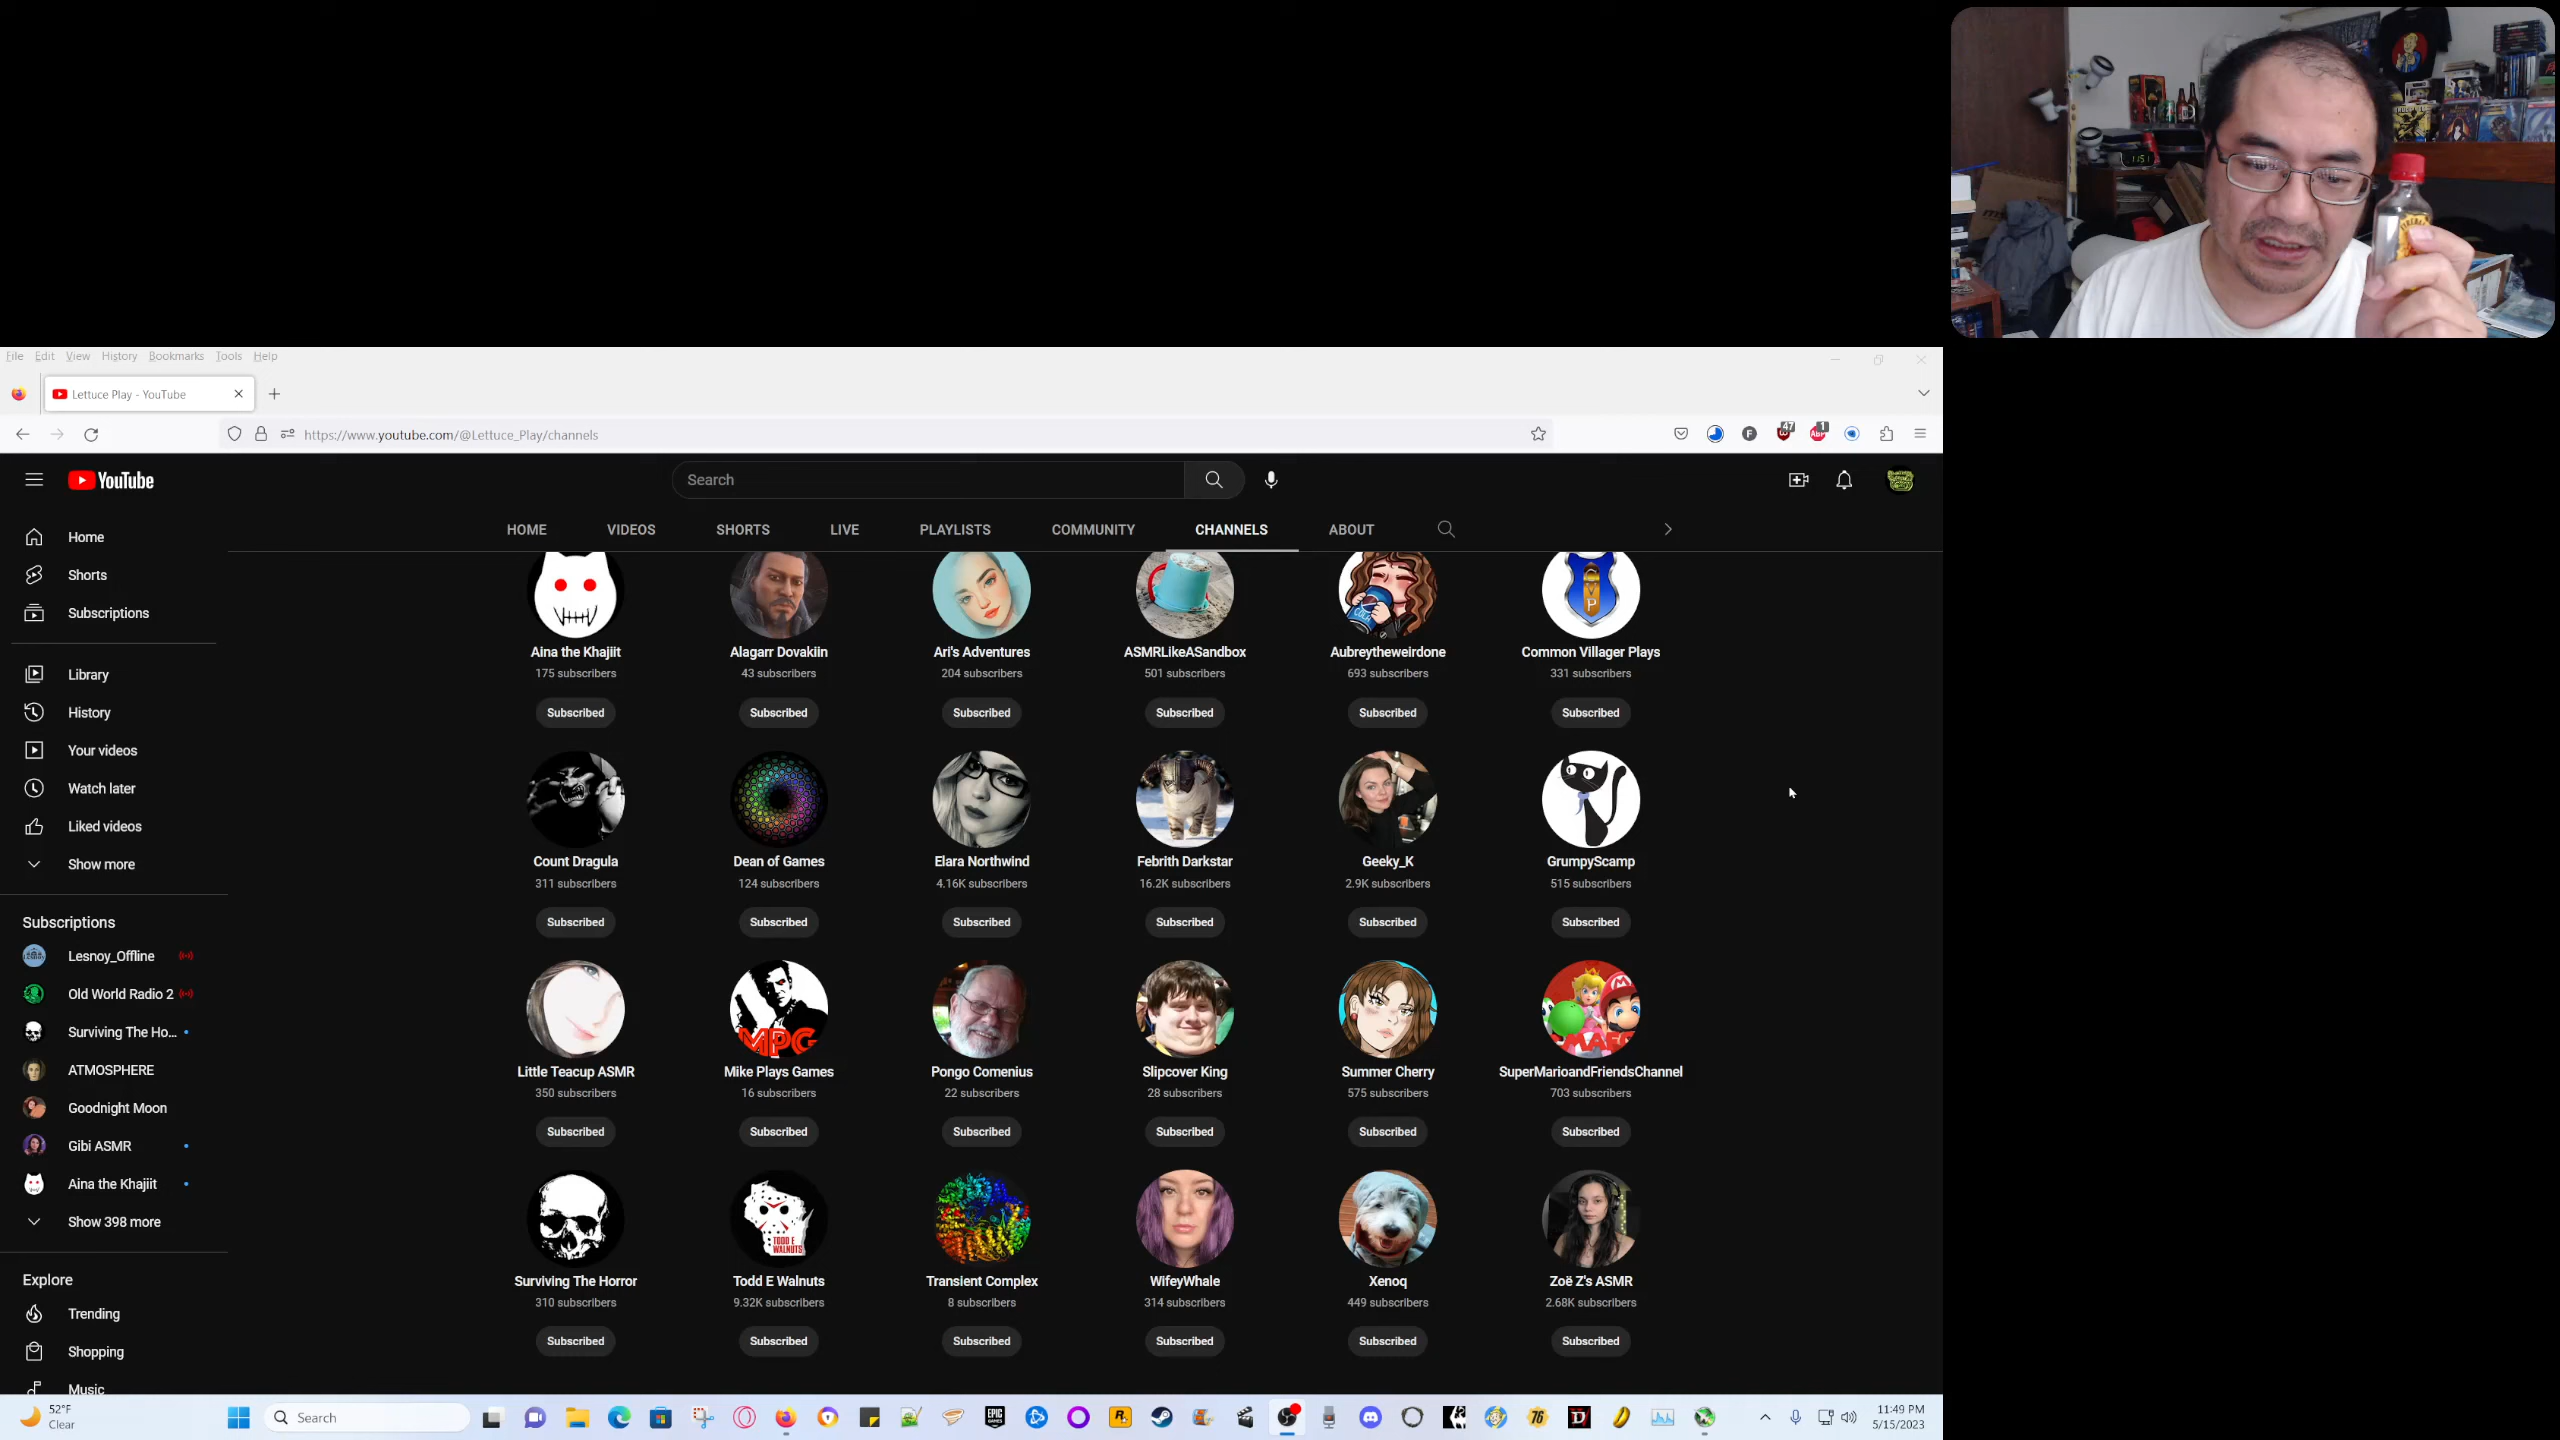 File Edit View History Bookmarks Tools Help
Lettuce Play - YouTube
https://www.youtube.com/@Lettuce_Play/channels
47
1
YouTube
Search
HOME VIDEOS SHORTS LIVE PLAYLISTS COMMUNITY CHANNELS ABOUT
Home
Shorts
Subscriptions
Library
History
Your videos
Watch later
Liked videos
Show more
Subscriptions
Lesnoy_Offline
Old World Radio 2
Surviving The Ho...
ATMOSPHERE
Goodnight Moon
Gibi ASMR
Aina the Khajiit
Show 398 more
Explore
Trending
Shopping
Music
Aina the Khajiit Alagarr Dovakiin Ari's Adventures ASMRLikeASandbox Aubreytheweirdone Common Villager Plays
175 subscribers 43 subscribers 204 subscribers 501 subscribers 693 subscribers 331 subscribers
Subscribed Subscribed Subscribed Subscribed Subscribed Subscribed
Count Dragula Dean of Games Elara Northwind Febrith Darkstar Geeky_K GrumpyScamp
311 subscribers 124 subscribers 4.16K subscribers 16.2K subscribers 2.9K subscribers 515 subscribers
Subscribed Subscribed Subscribed Subscribed Subscribed Subscribed
MPG
Little Teacup ASMR Mike Plays Games Pongo Comenius Slipcover King Summer Cherry SuperMarioandFriendsChannel
350 subscribers 16 subscribers 22 subscribers 28 subscribers 575 subscribers 703 subscribers
Subscribed Subscribed Subscribed Subscribed Subscribed Subscribed
TODD E
WALNUTS
Surviving The Horror Todd E Walnuts Transient Complex WifeyWhale Xenoq Zoë Z's ASMR
310 subscribers 9.32K subscribers 8 subscribers 314 subscribers 449 subscribers 2.68K subscribers
Subscribed Subscribed Subscribed Subscribed Subscribed Subscribed
52°F
Clear
Search
EPIC
GAMES
76
11:49 PM
5/15/2023